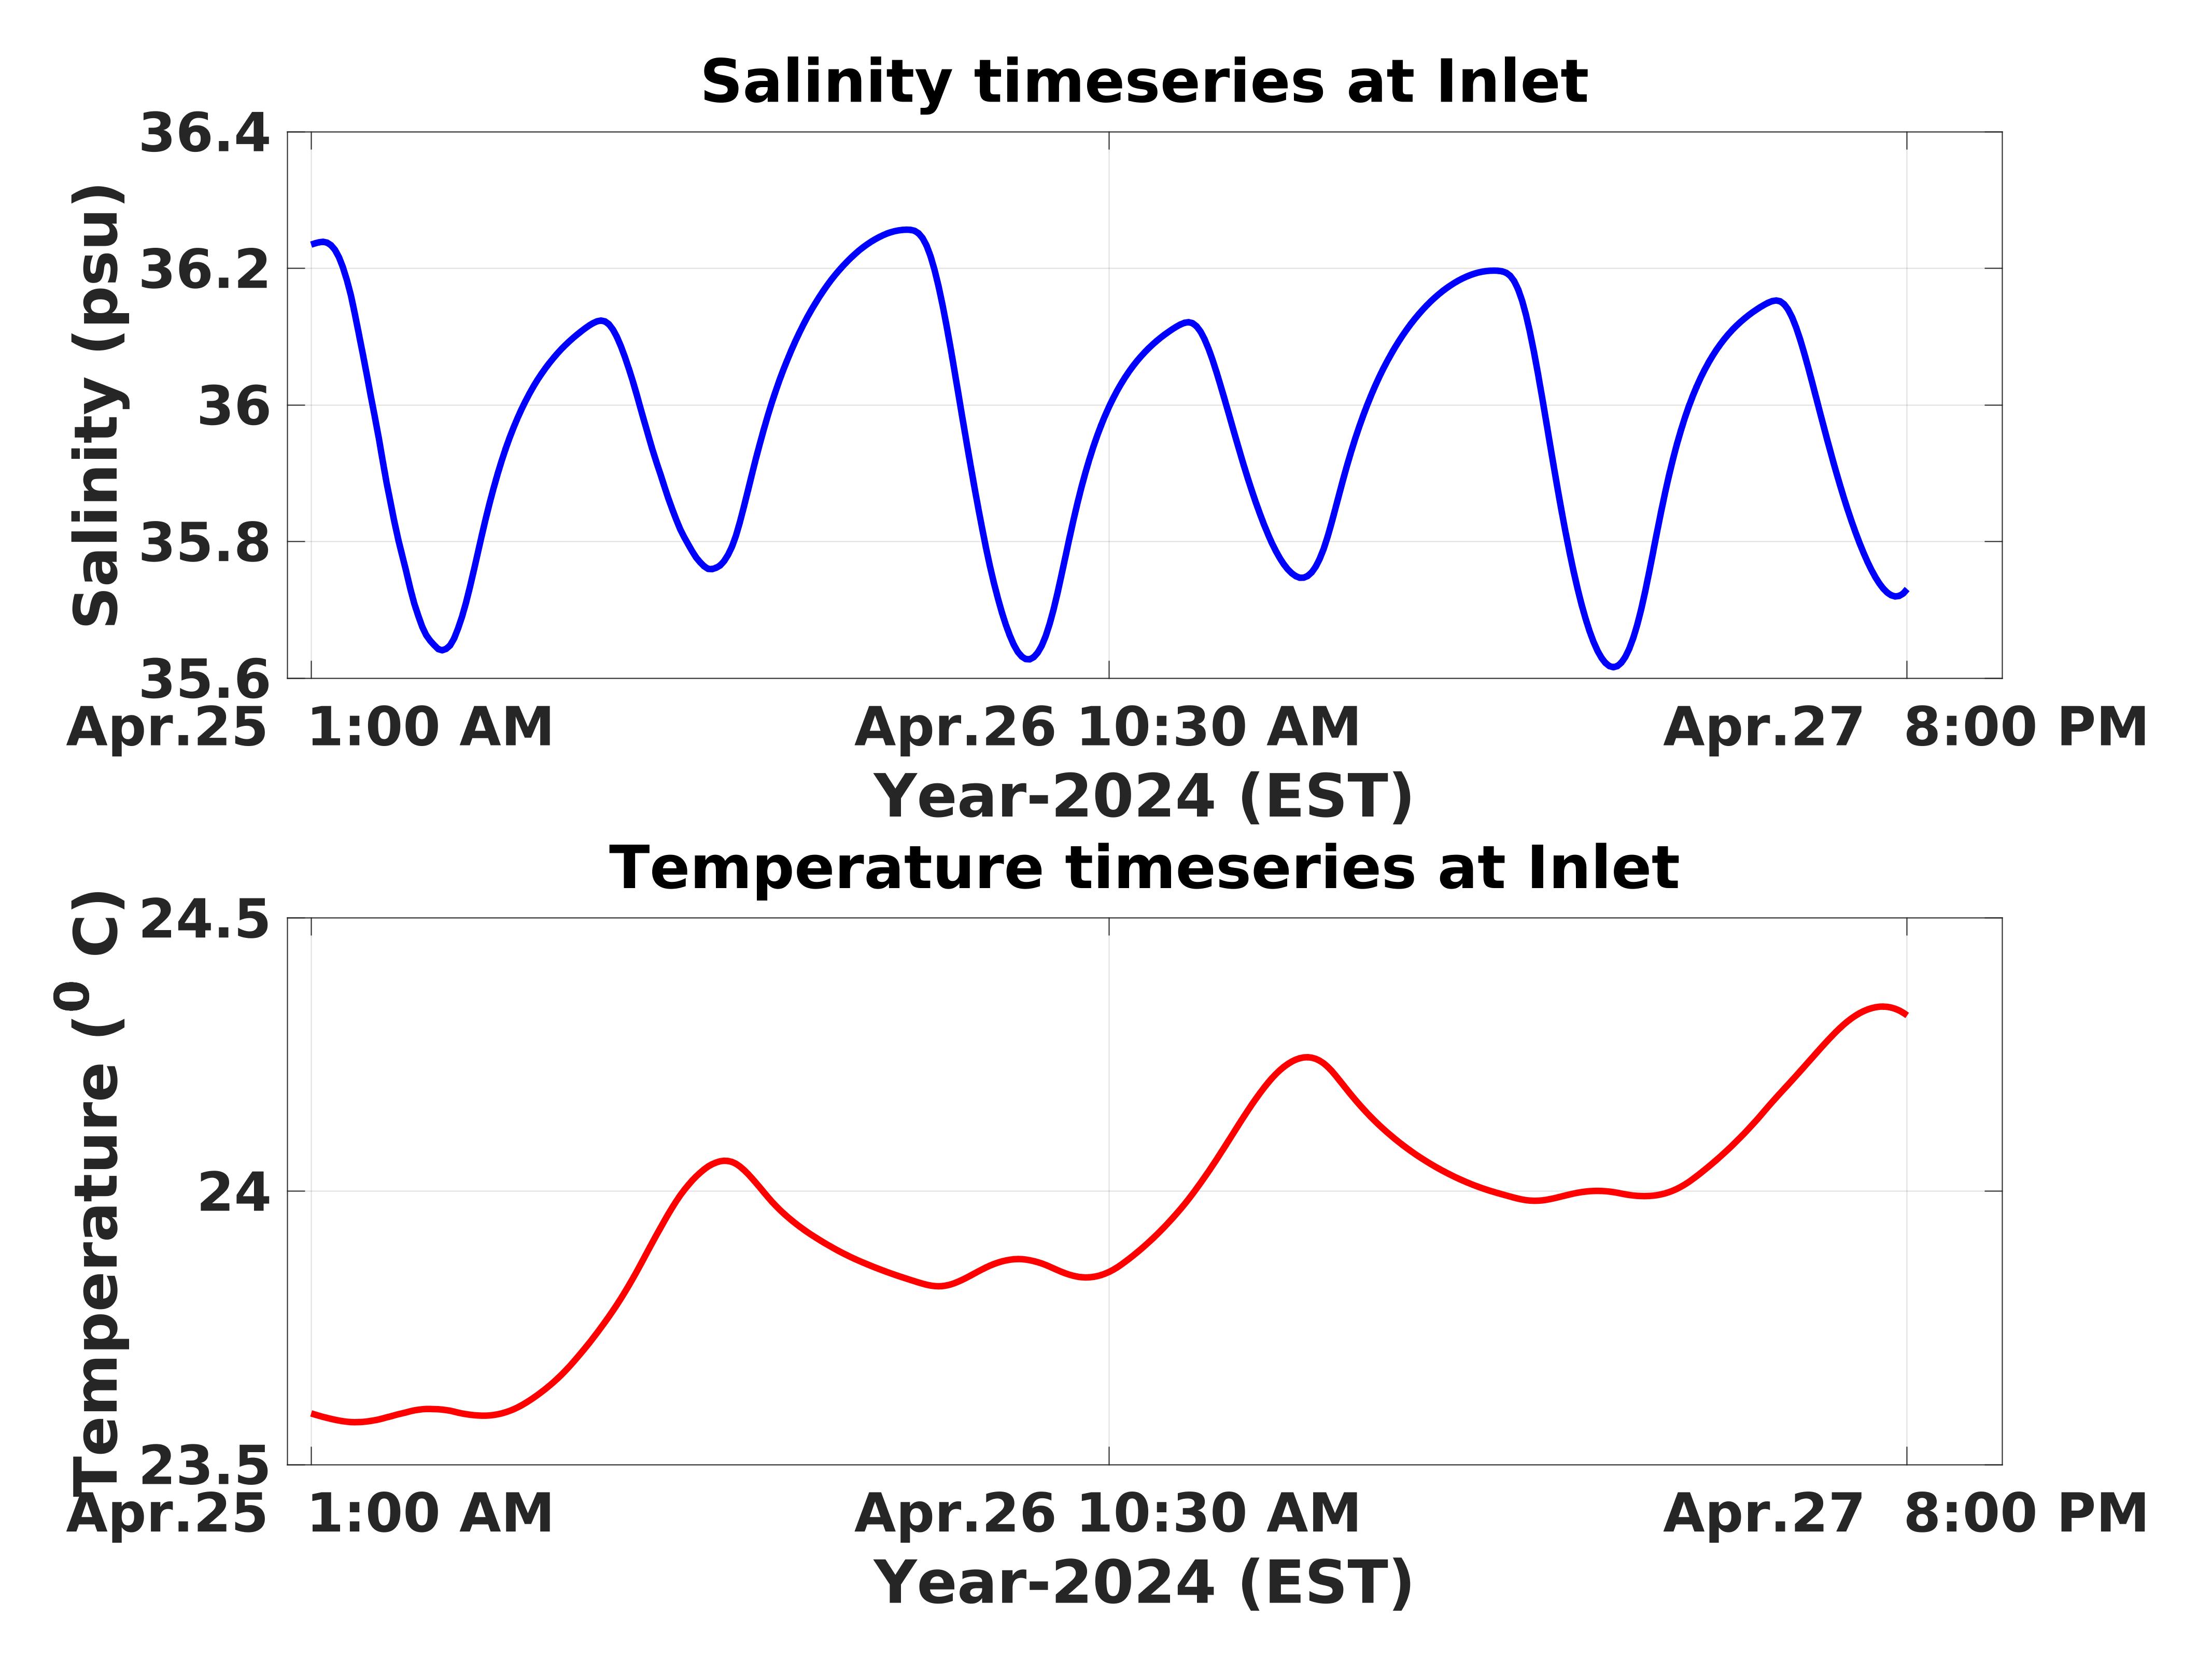 Salinity timeseries at Inlet
36.4
36.2
36
35.8
35.6
Salinity (psu)
Apr.25  1:00 AM
Apr.26 10:30 AM
Apr.27  8:00 PM
Year-2024 (EST)
Temperature timeseries at Inlet
24.5
24
23.5
Temperature (⁰ C)
Apr.25  1:00 AM
Apr.26 10:30 AM
Apr.27  8:00 PM
Year-2024 (EST)